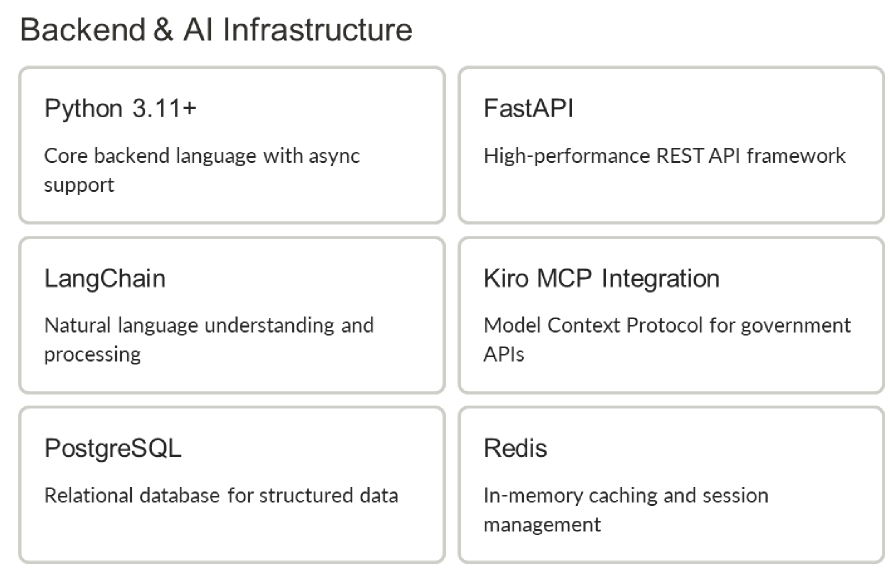 Backend & AI Infrastructure
Python 3.11+
Core backend language with async
support
FastAPI
High-performance REST API framework
LangChain
Natural language understanding and
processing
Kiro MCP Integration
Model Context Protocol for government
APIs
PostgreSQL
Relational database for structured data
Redis
In-memory caching and session
management